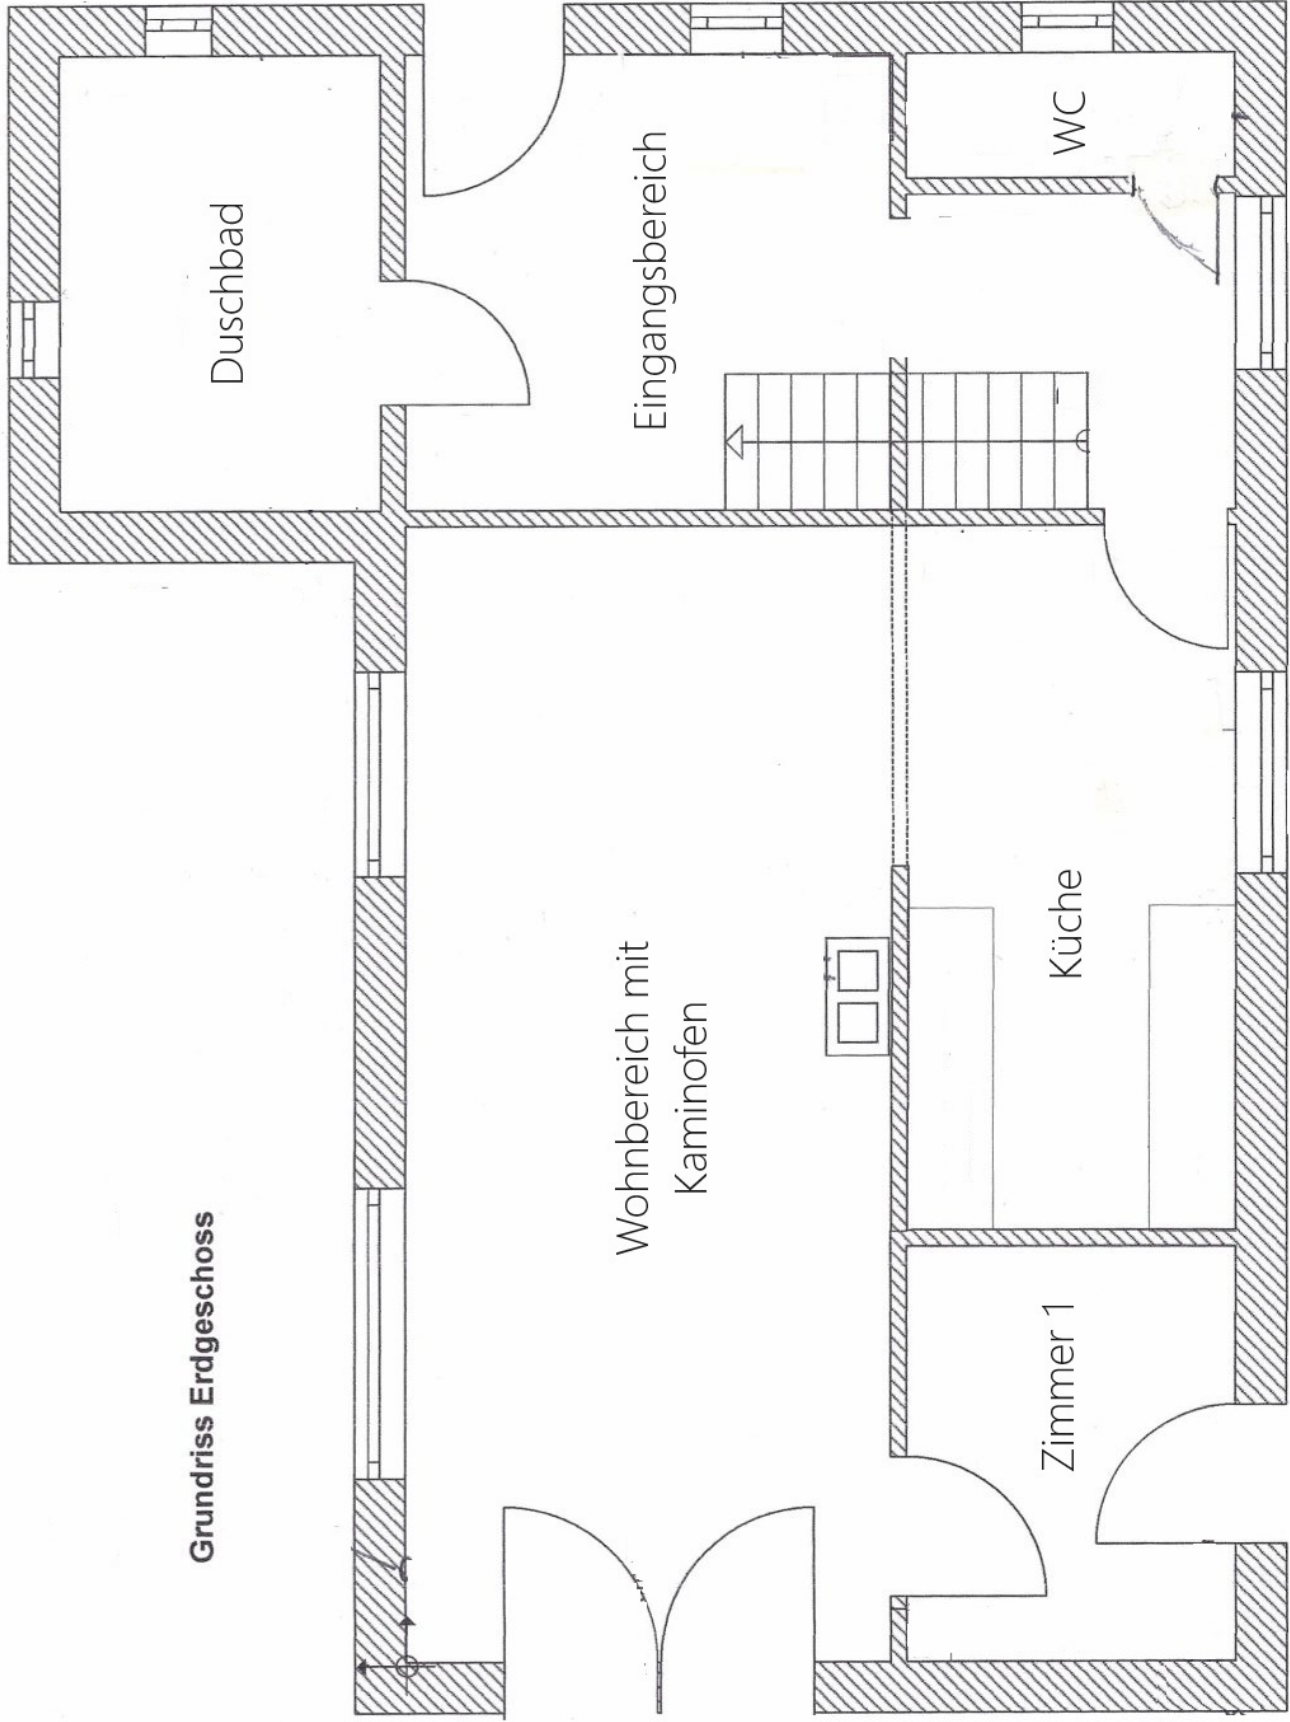 Grundriss Erdgeschoss
Duschbad
Eingangsbereich
WC
Wohnbereich mit
Kaminofen
Küche
Zimmer 1